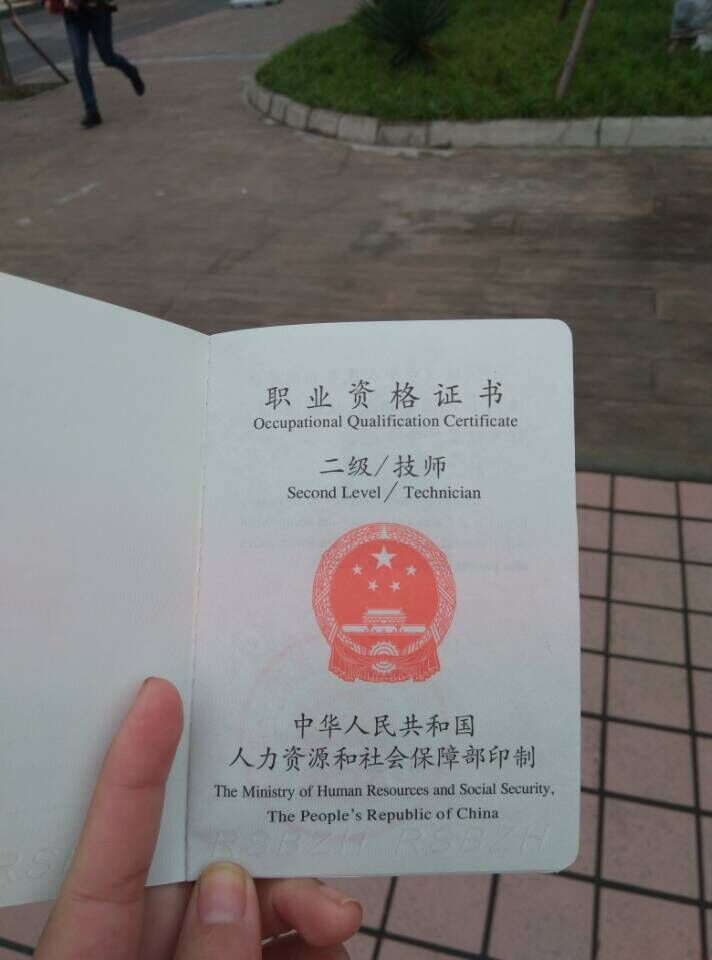 职业资格证书
Occupational Qualification Certificate
二级/技师
Second Level/Technician
中华人民共和国
人力资源和社会保障部印制
The Ministry of Human Resources and Social Security,
The People's Republic of China
RSBZH RSBZH